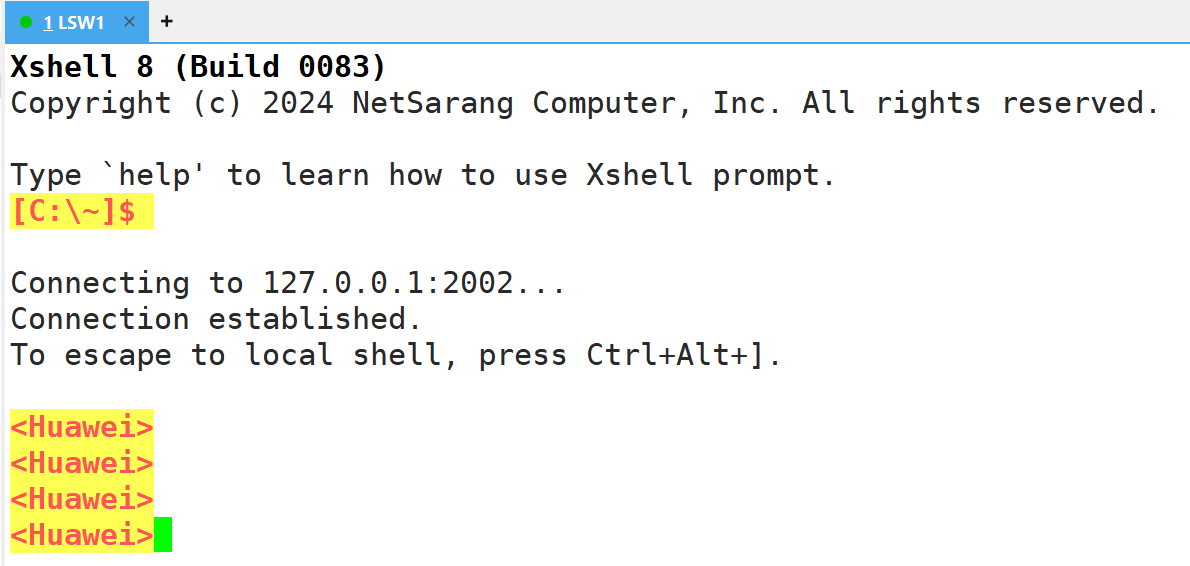 1 LSW1 × +
Xshell 8 (Build 0083)
Copyright (c) 2024 NetSarang Computer, Inc. All rights reserved.
Type `help' to learn how to use Xshell prompt.
[C:\~]$
Connecting to 127.0.0.1:2002...
Connection established.
To escape to local shell, press Ctrl+Alt+].
<Huawei>
<Huawei>
<Huawei>
<Huawei>